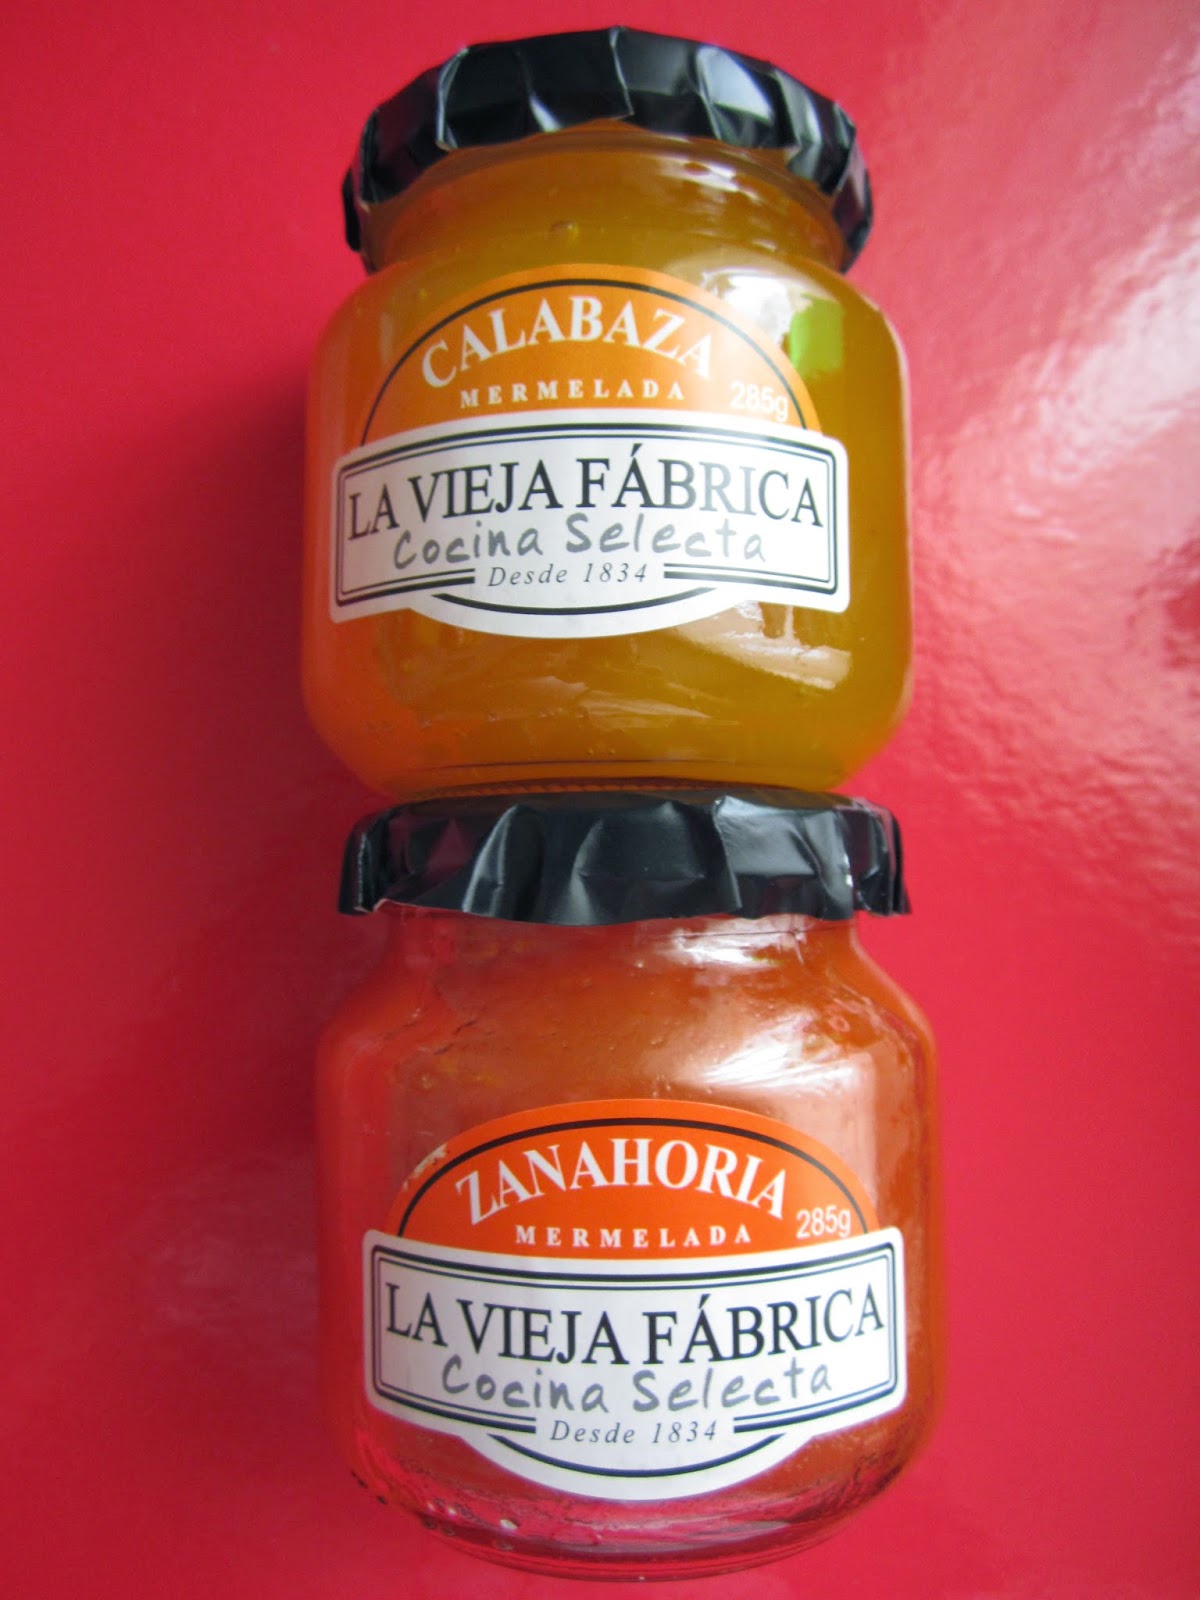 CALABAZA
MERMELADA
285g
LA VIEJA FÁBRICA
Cocina Selecta
Desde 1834
ZANAHORIA
MERMELADA
285g
LA VIEJA FÁBRICA
Cocina Selecta
Desde 1834